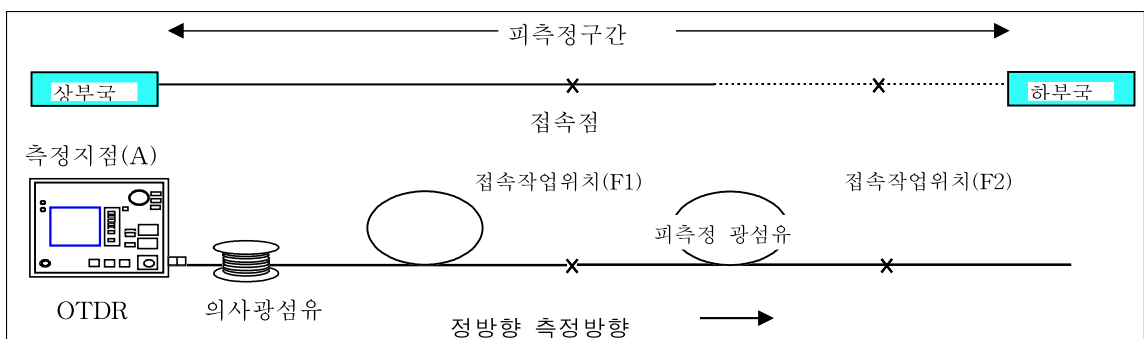 피측정구간
상부국
하부국
접속점
측정지점(A)
접속작업위치(F1)
접속작업위치(F2)
피측정 광섬유
OTDR
의사광섬유
정방향 측정방향